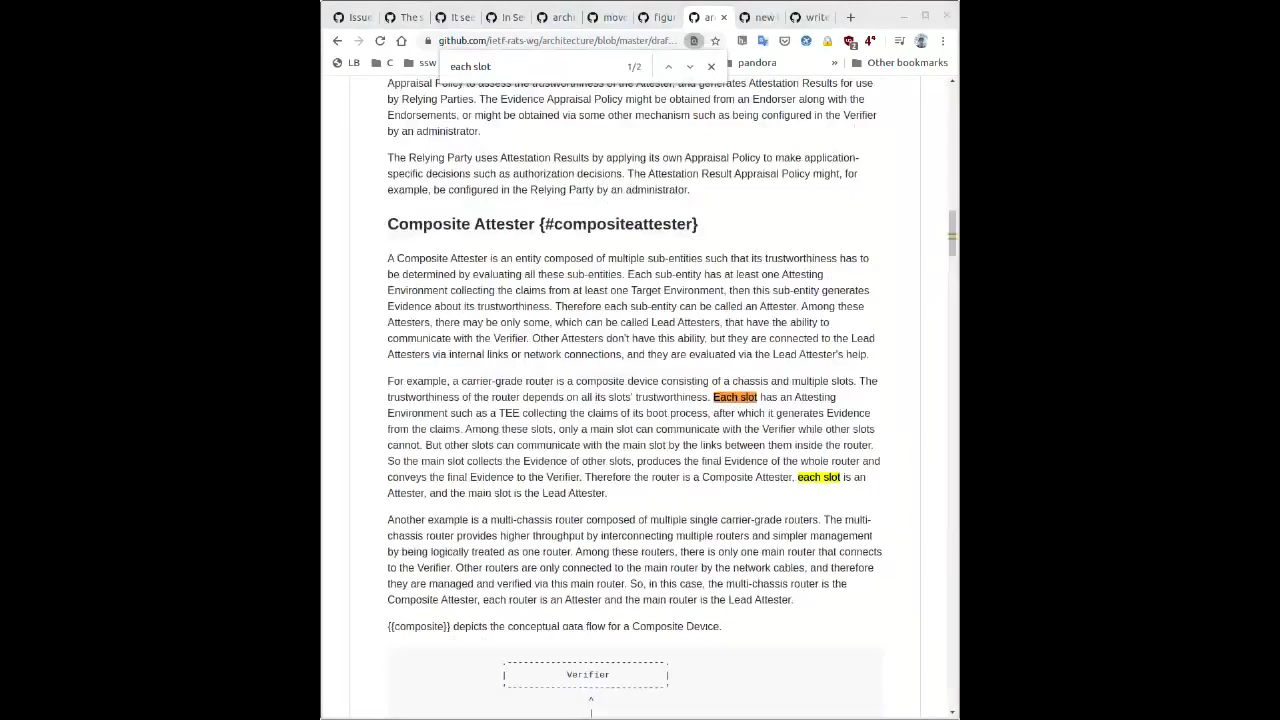 Issue
The s
It see
In Se
archi
move
figu
arc
new
write
github.com/ietf-rats-wg/architecture/blob/master/draf...
2
4°
LB
C
ssw
pandora
»
Other bookmarks
each slot
1/2
Appraisal Policy to assess the trustworthiness of the Attester, and generates Attestation Results for use
by Relying Parties. The Evidence Appraisal Policy might be obtained from an Endorser along with the
Endorsements, or might be obtained via some other mechanism such as being configured in the Verifier
by an administrator.
The Relying Party uses Attestation Results by applying its own Appraisal Policy to make application-
specific decisions such as authorization decisions. The Attestation Result Appraisal Policy might, for
example, be configured in the Relying Party by an administrator.
Composite Attester {#compositeattester}
A Composite Attester is an entity composed of multiple sub-entities such that its trustworthiness has to
be determined by evaluating all these sub-entities. Each sub-entity has at least one Attesting
Environment collecting the claims from at least one Target Environment, then this sub-entity generates
Evidence about its trustworthiness. Therefore each sub-entity can be called an Attester. Among these
Attesters, there may be only some, which can be called Lead Attesters, that have the ability to
communicate with the Verifier. Other Attesters don't have this ability, but they are connected to the Lead
Attesters via internal links or network connections, and they are evaluated via the Lead Attester's help.
For example, a carrier-grade router is a composite device consisting of a chassis and multiple slots. The
trustworthiness of the router depends on all its slots' trustworthiness. Each slot has an Attesting
Environment such as a TEE collecting the claims of its boot process, after which it generates Evidence
from the claims. Among these slots, only a main slot can communicate with the Verifier while other slots
cannot. But other slots can communicate with the main slot by the links between them inside the router.
So the main slot collects the Evidence of other slots, produces the final Evidence of the whole router and
conveys the final Evidence to the Verifier. Therefore the router is a Composite Attester, each slot is an
Attester, and the main slot is the Lead Attester.
Another example is a multi-chassis router composed of multiple single carrier-grade routers. The multi-
chassis router provides higher throughput by interconnecting multiple routers and simpler management
by being logically treated as one router. Among these routers, there is only one main router that connects
to the Verifier. Other routers are only connected to the main router by the network cables, and therefore
they are managed and verified via this main router. So, in this case, the multi-chassis router is the
Composite Attester, each router is an Attester and the main router is the Lead Attester.
{{composite}} depicts the conceptual data flow for a Composite Device.
Verifier